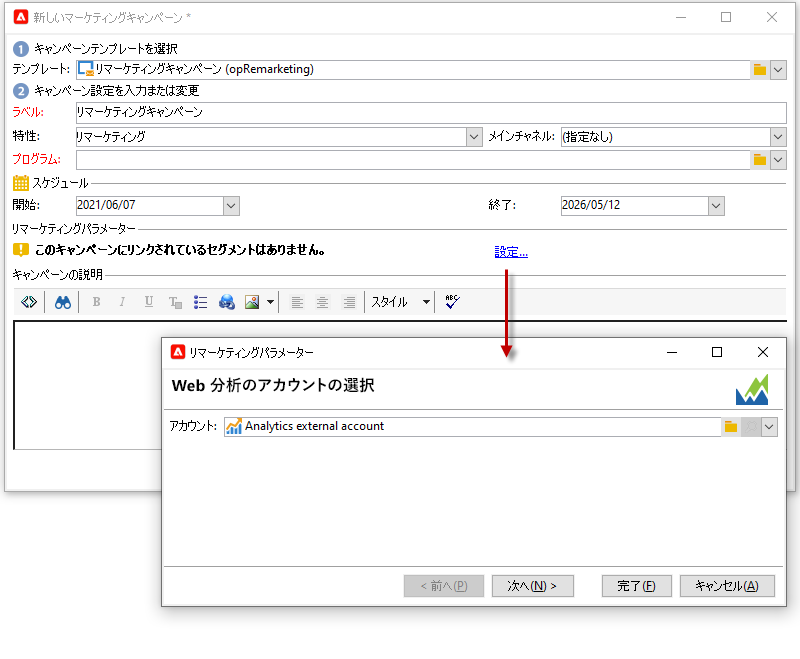 新しいマーケティングキャンペーン *
1 キャンペーンテンプレートを選択
テンプレート: リマーケティングキャンペーン (opRemarketing)
2 キャンペーン設定を入力または変更
ラベル: リマーケティングキャンペーン
特性: リマーケティング メインチャネル: (指定なし)
プログラム:
スケジュール
開始: 2021/06/07 終了: 2026/05/12
リマーケティングパラメーター
このキャンペーンにリンクされているセグメントはありません。 設定...
キャンペーンの説明
B I U スタイル ABC
リマーケティングパラメーター
Web 分析のアカウントの選択
アカウント: Analytics external account
< 前へ(P) 次へ(N) > 完了(F) キャンセル(A)